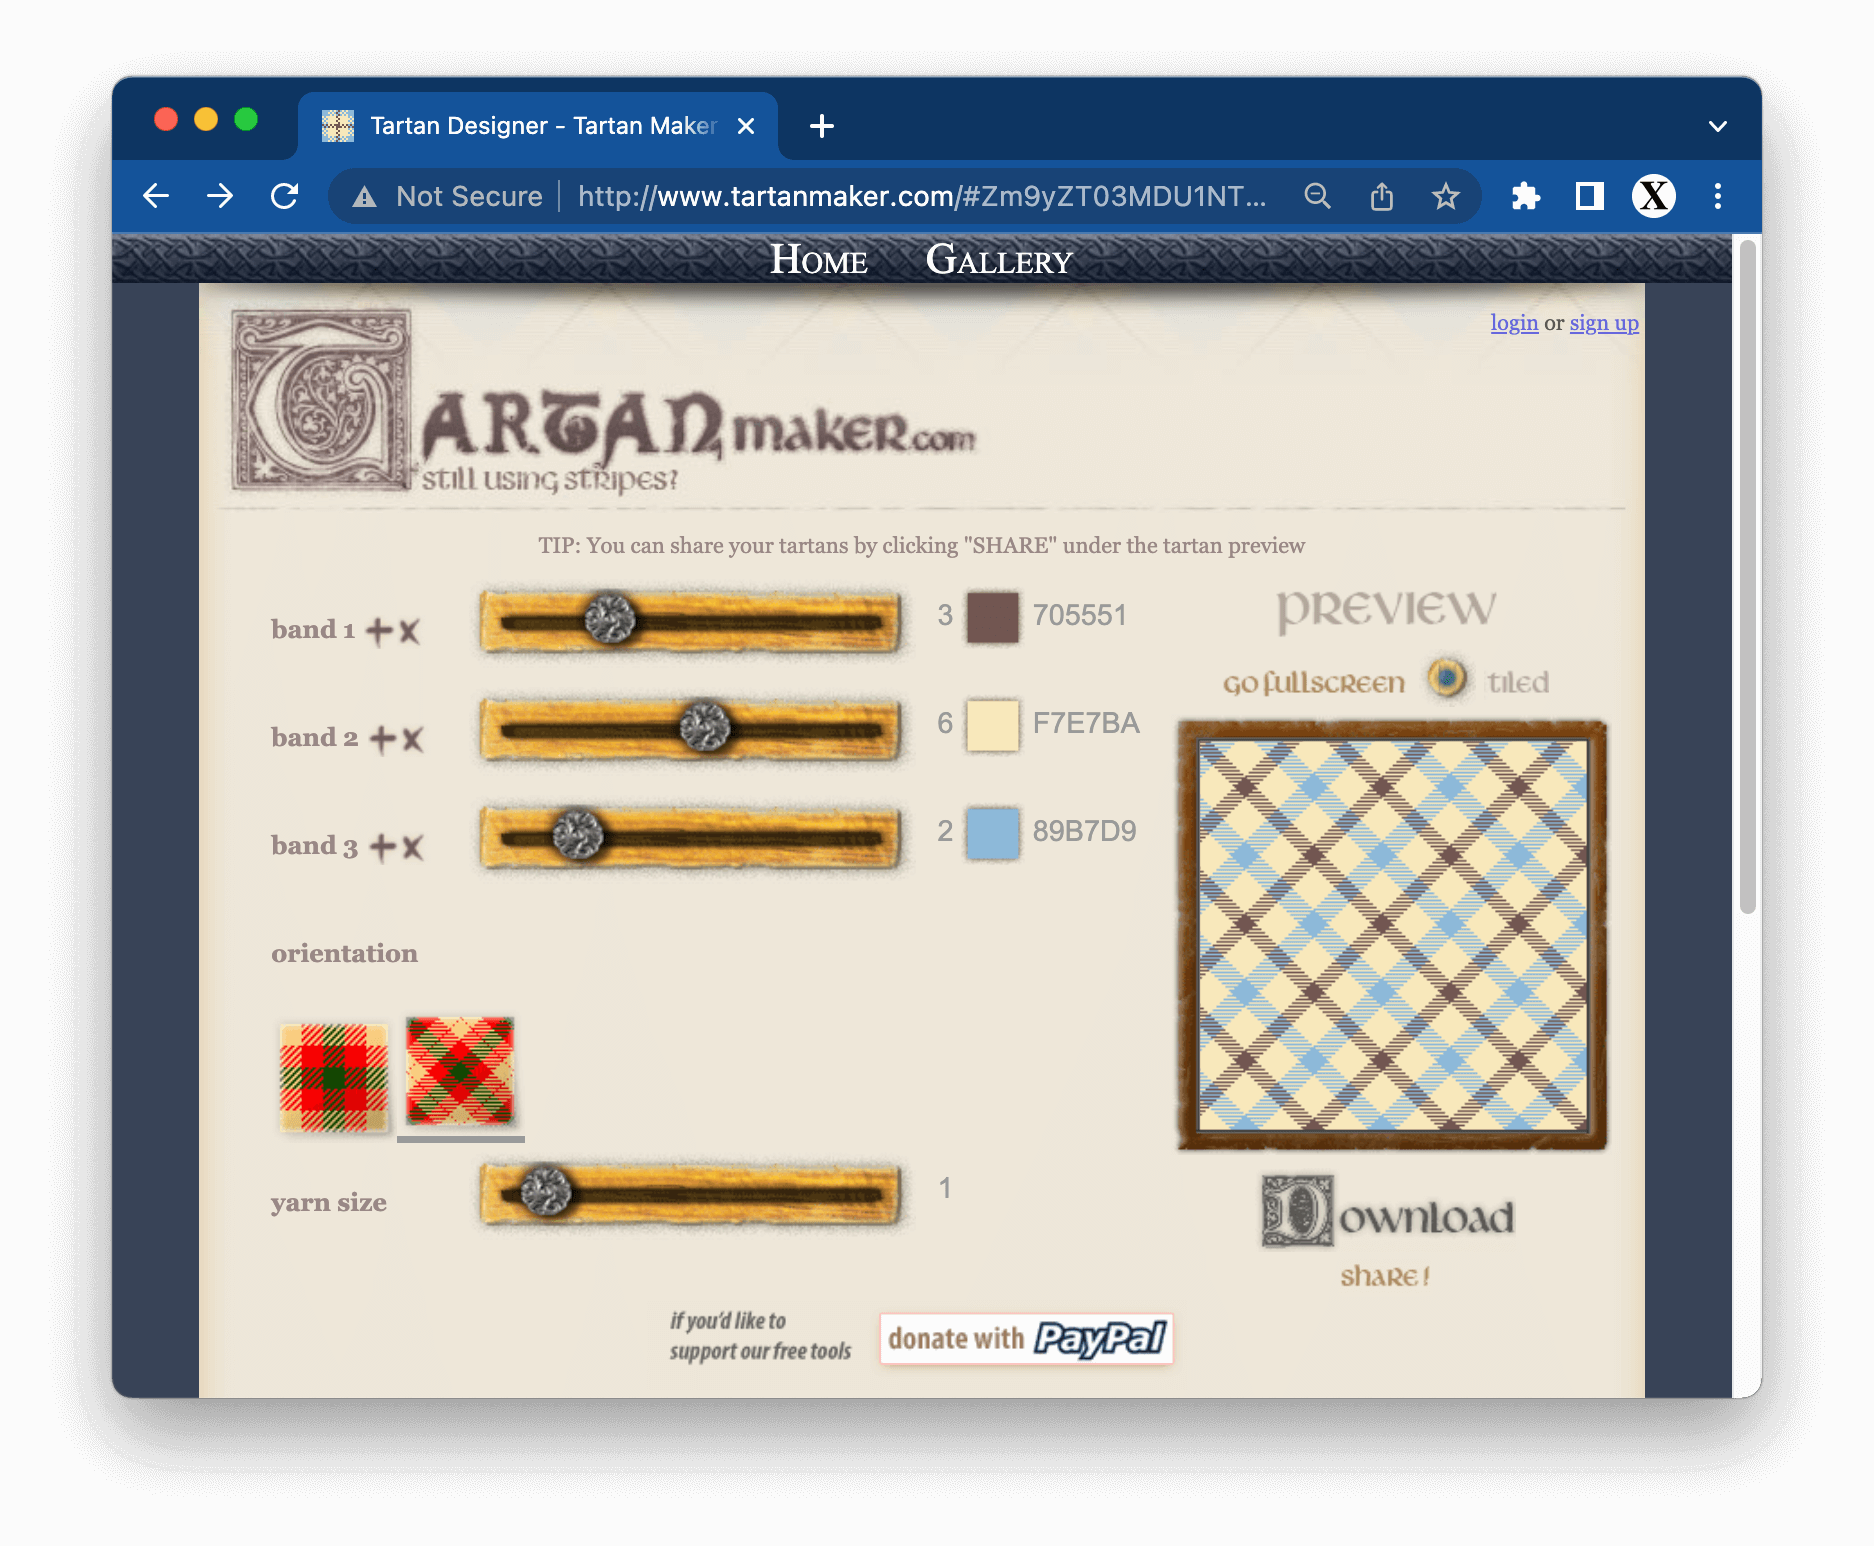 Tartan Designer - Tartan Maker
Not Secure http://www.tartanmaker.com/#Zm9yZT03MDU1NT...
X
HOME GALLERY
login or sign up
TARTANmaker.com
still using stripes?
TIP: You can share your tartans by clicking "SHARE" under the tartan preview
band 1 3 705551
band 2 6 F7E7BA
band 3 2 89B7D9
orientation
yarn size 1
PREVIEW
go fullscreen tiled
Download
share!
if you'd like to
support our free tools
donate with PayPal